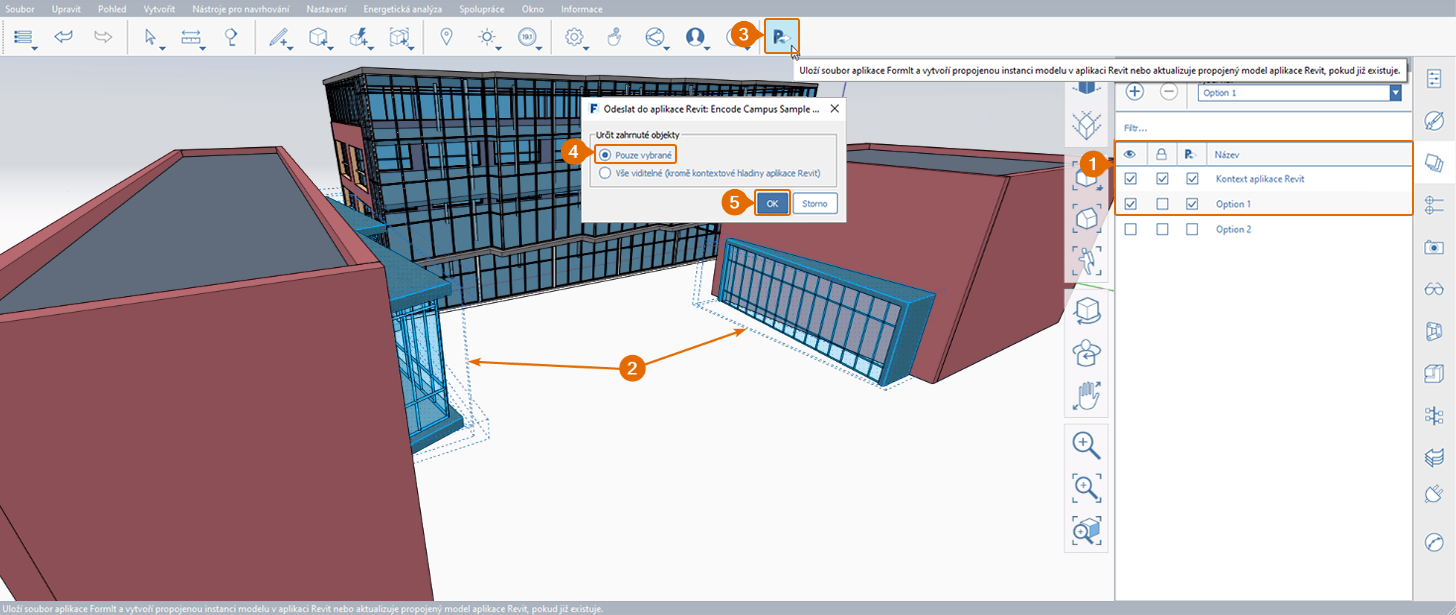 Soubor Upravit Pohled Vytvořit Nástroje pro navrhování Nastavení Energetická analýza Spolupráce Okno Informace
19:1
3
Uloží soubor aplikace FormIt a vytvoří propojenou instanci modelu v aplikaci Revit nebo aktualizuje propojený model aplikace Revit, pokud již existuje.
Option 1
Filtr...
Název
1
Kontext aplikace Revit
Option 1
Option 2
Odeslat do aplikace Revit: Encode Campus Sample ...
Určit zahrnuté objekty
4
Pouze vybrané
Vše viditelné (kromě kontextové hladiny aplikace Revit)
5
OK Storno
2
Uloží soubor aplikace FormIt a vytvoří propojenou instanci modelu v aplikaci Revit nebo aktualizuje propojený model aplikace Revit, pokud již existuje.